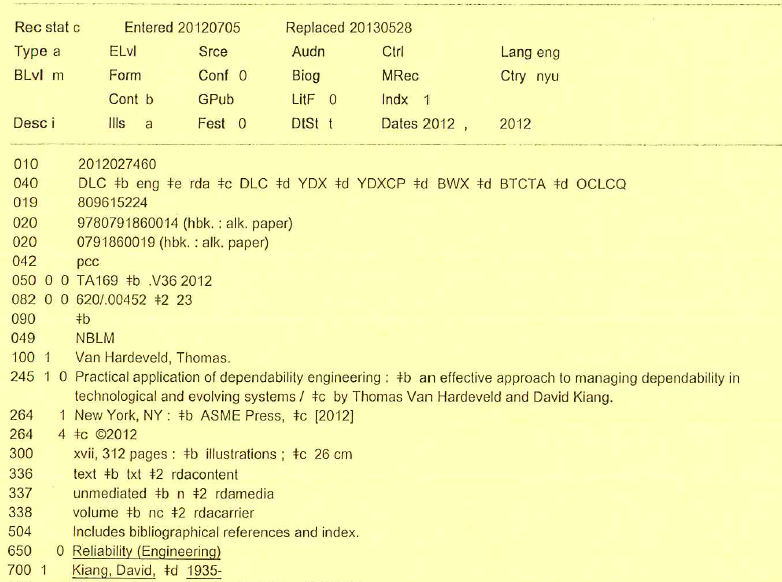 Rec stat c Entered 20120705 Replaced 20130528
Type a ELvl Srce Audn Ctrl Lang eng
BLvl m Form Conf 0 Biog MRec Ctry nyu
Cont b GPub LitF 0 Indx 1
Desc i Ills a Fest 0 DtSt t Dates 2012 , 2012
010 2012027460
040 DLC ǂb eng ǂe rda ǂc DLC ǂd YDX ǂd YDXCP ǂd BWX ǂd BTCTA ǂd OCLCQ
019 809615224
020 9780791860014 (hbk. : alk. paper)
020 0791860019 (hbk. : alk. paper)
042 pcc
050 0 0 TA169 ǂb .V36 2012
082 0 0 620/.00452 ǂ2 23
090 ǂb
049 NBLM
100 1 Van Hardeveld, Thomas.
245 1 0 Practical application of dependability engineering : ǂb an effective approach to managing dependability in
technological and evolving systems / ǂc by Thomas Van Hardeveld and David Kiang.
264 1 New York, NY : ǂb ASME Press, ǂc [2012]
264 4 ǂc ©2012
300 xvii, 312 pages : ǂb illustrations ; ǂc 26 cm
336 text ǂb txt ǂ2 rdacontent
337 unmediated ǂb n ǂ2 rdamedia
338 volume ǂb nc ǂ2 rdacarrier
504 Includes bibliographical references and index.
650 0 Reliability (Engineering)
700 1 Kiang, David, ǂd 1935-